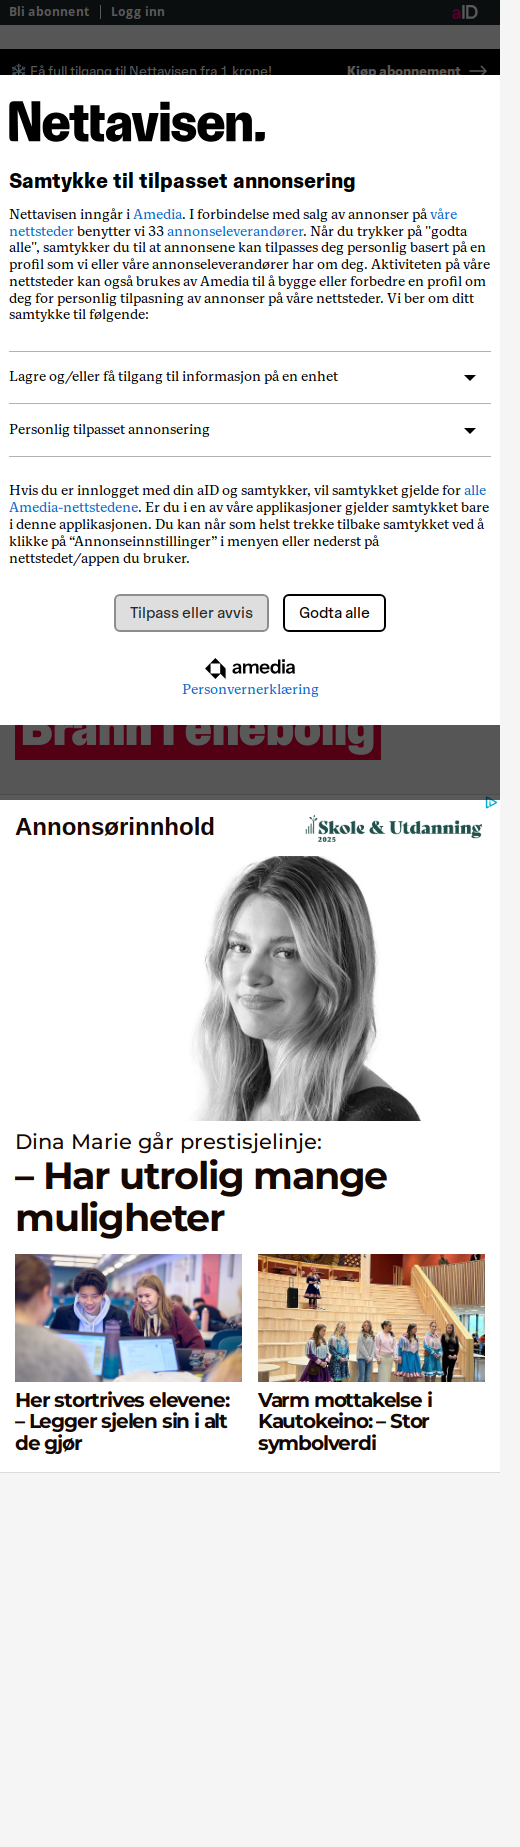 Bli abonnent | Logg inn
aID
Få full tilgang til Nettavisen fra 1 krone!
Kjøp abonnement
Nettavisen.
Samtykke til tilpasset annonsering
Nettavisen inngår i Amedia. I forbindelse med salg av annonser på våre
nettsteder benytter vi 33 annonseleverandører. Når du trykker på "godta
alle", samtykker du til at annonsene kan tilpasses deg personlig basert på en
profil som vi eller våre annonseleverandører har om deg. Aktiviteten på våre
nettsteder kan også brukes av Amedia til å bygge eller forbedre en profil om
deg for personlig tilpasning av annonser på våre nettsteder. Vi ber om ditt
samtykke til følgende:
Lagre og/eller få tilgang til informasjon på en enhet
Personlig tilpasset annonsering
Hvis du er innlogget med din aID og samtykker, vil samtykket gjelde for alle
Amedia-nettstedene. Er du i en av våre applikasjoner gjelder samtykket bare
i denne applikasjonen. Du kan når som helst trekke tilbake samtykket ved å
klikke på “Annonseinnstillinger” i menyen eller nederst på
nettstedet/appen du bruker.
Tilpass eller avvis
Godta alle
amedia
Personvernerklæring
Brann i enebolig
Annonsørinnhold
Skole & Utdanning
2025
Dina Marie går prestisjelinje:
– Har utrolig mange
muligheter
Her stortrives elevene:
– Legger sjelen sin i alt
de gjør
Varm mottakelse i
Kautokeino: – Stor
symbolverdi